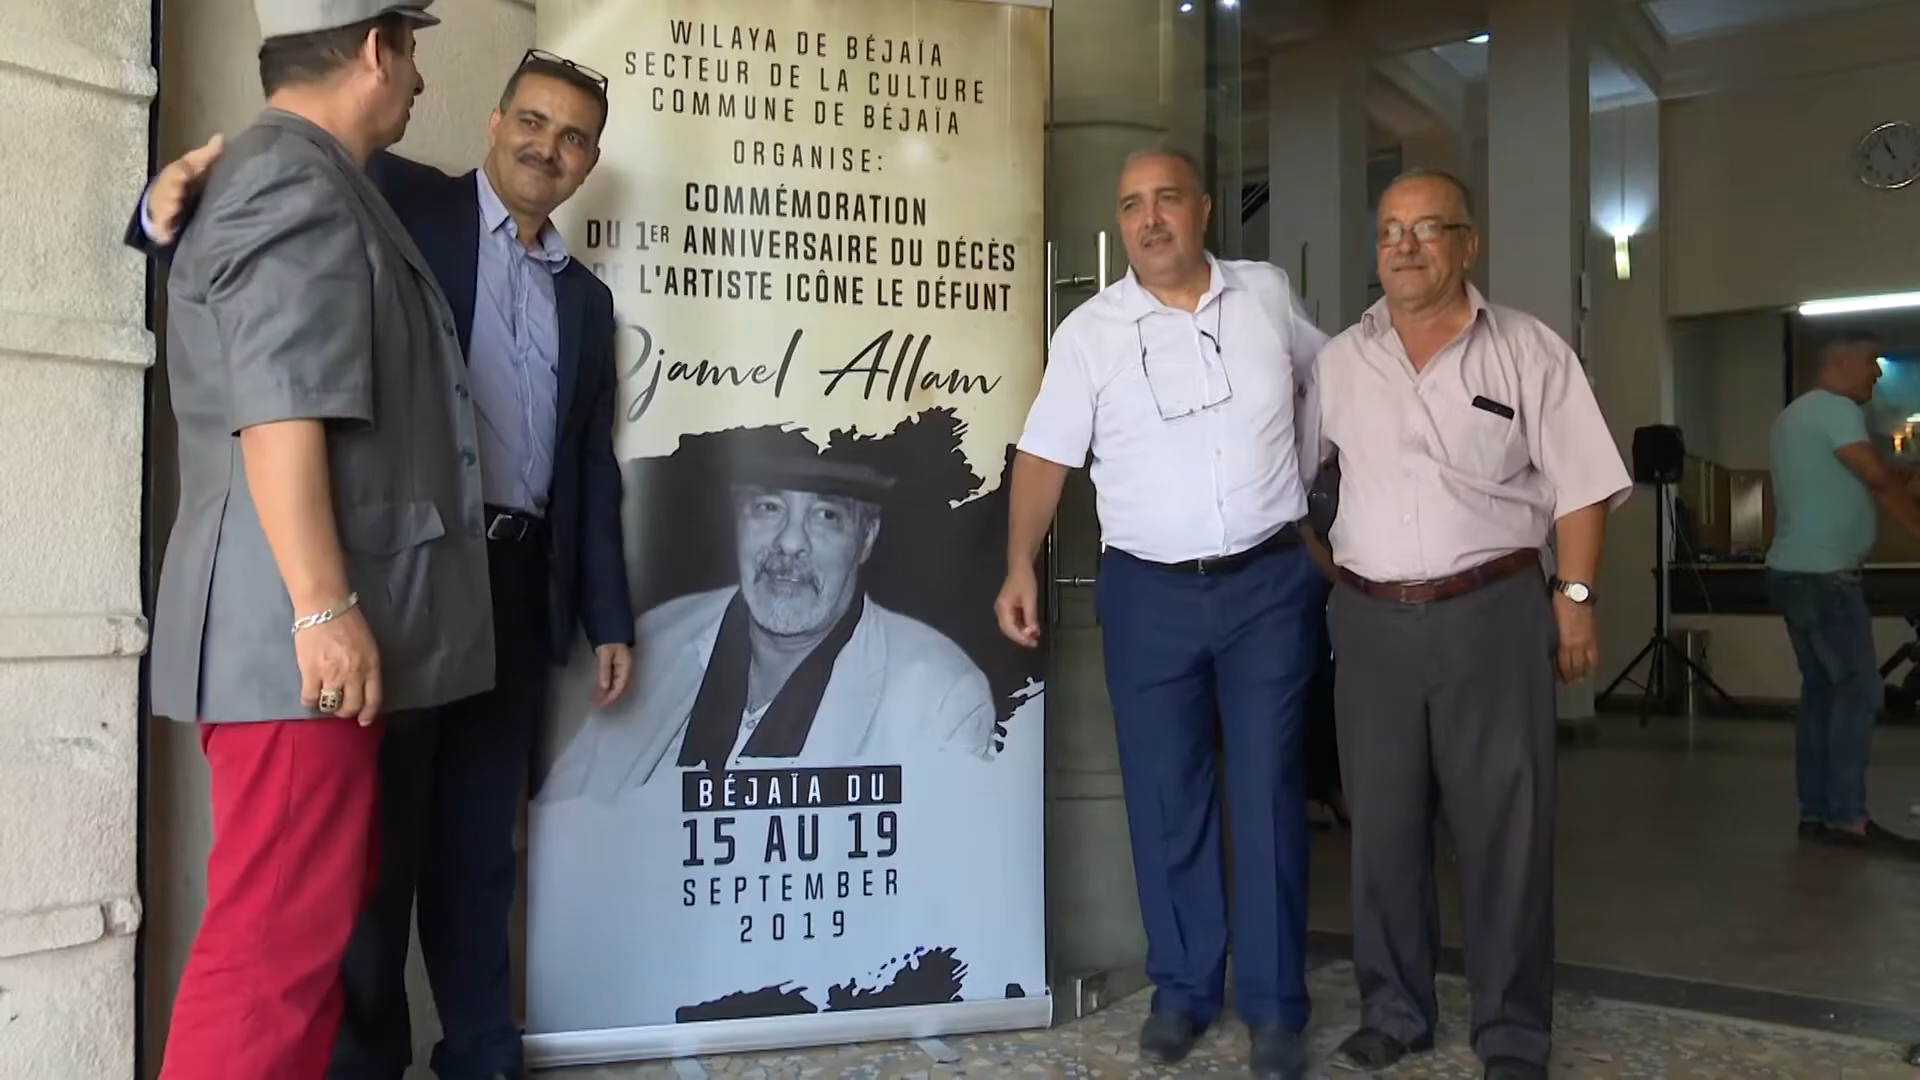 WILAYA DE BÉJAÏA
SECTEUR DE LA CULTURE
COMMUNE DE BÉJAÏA
ORGANISE:
COMMÉMORATION
DU 1ER ANNIVERSAIRE DU DÉCÈS
L'ARTISTE ICÔNE LE DÉFUNT
Djamel Allam
BÉJAÏA DU
15 AU 19
SEPTEMBER
2019